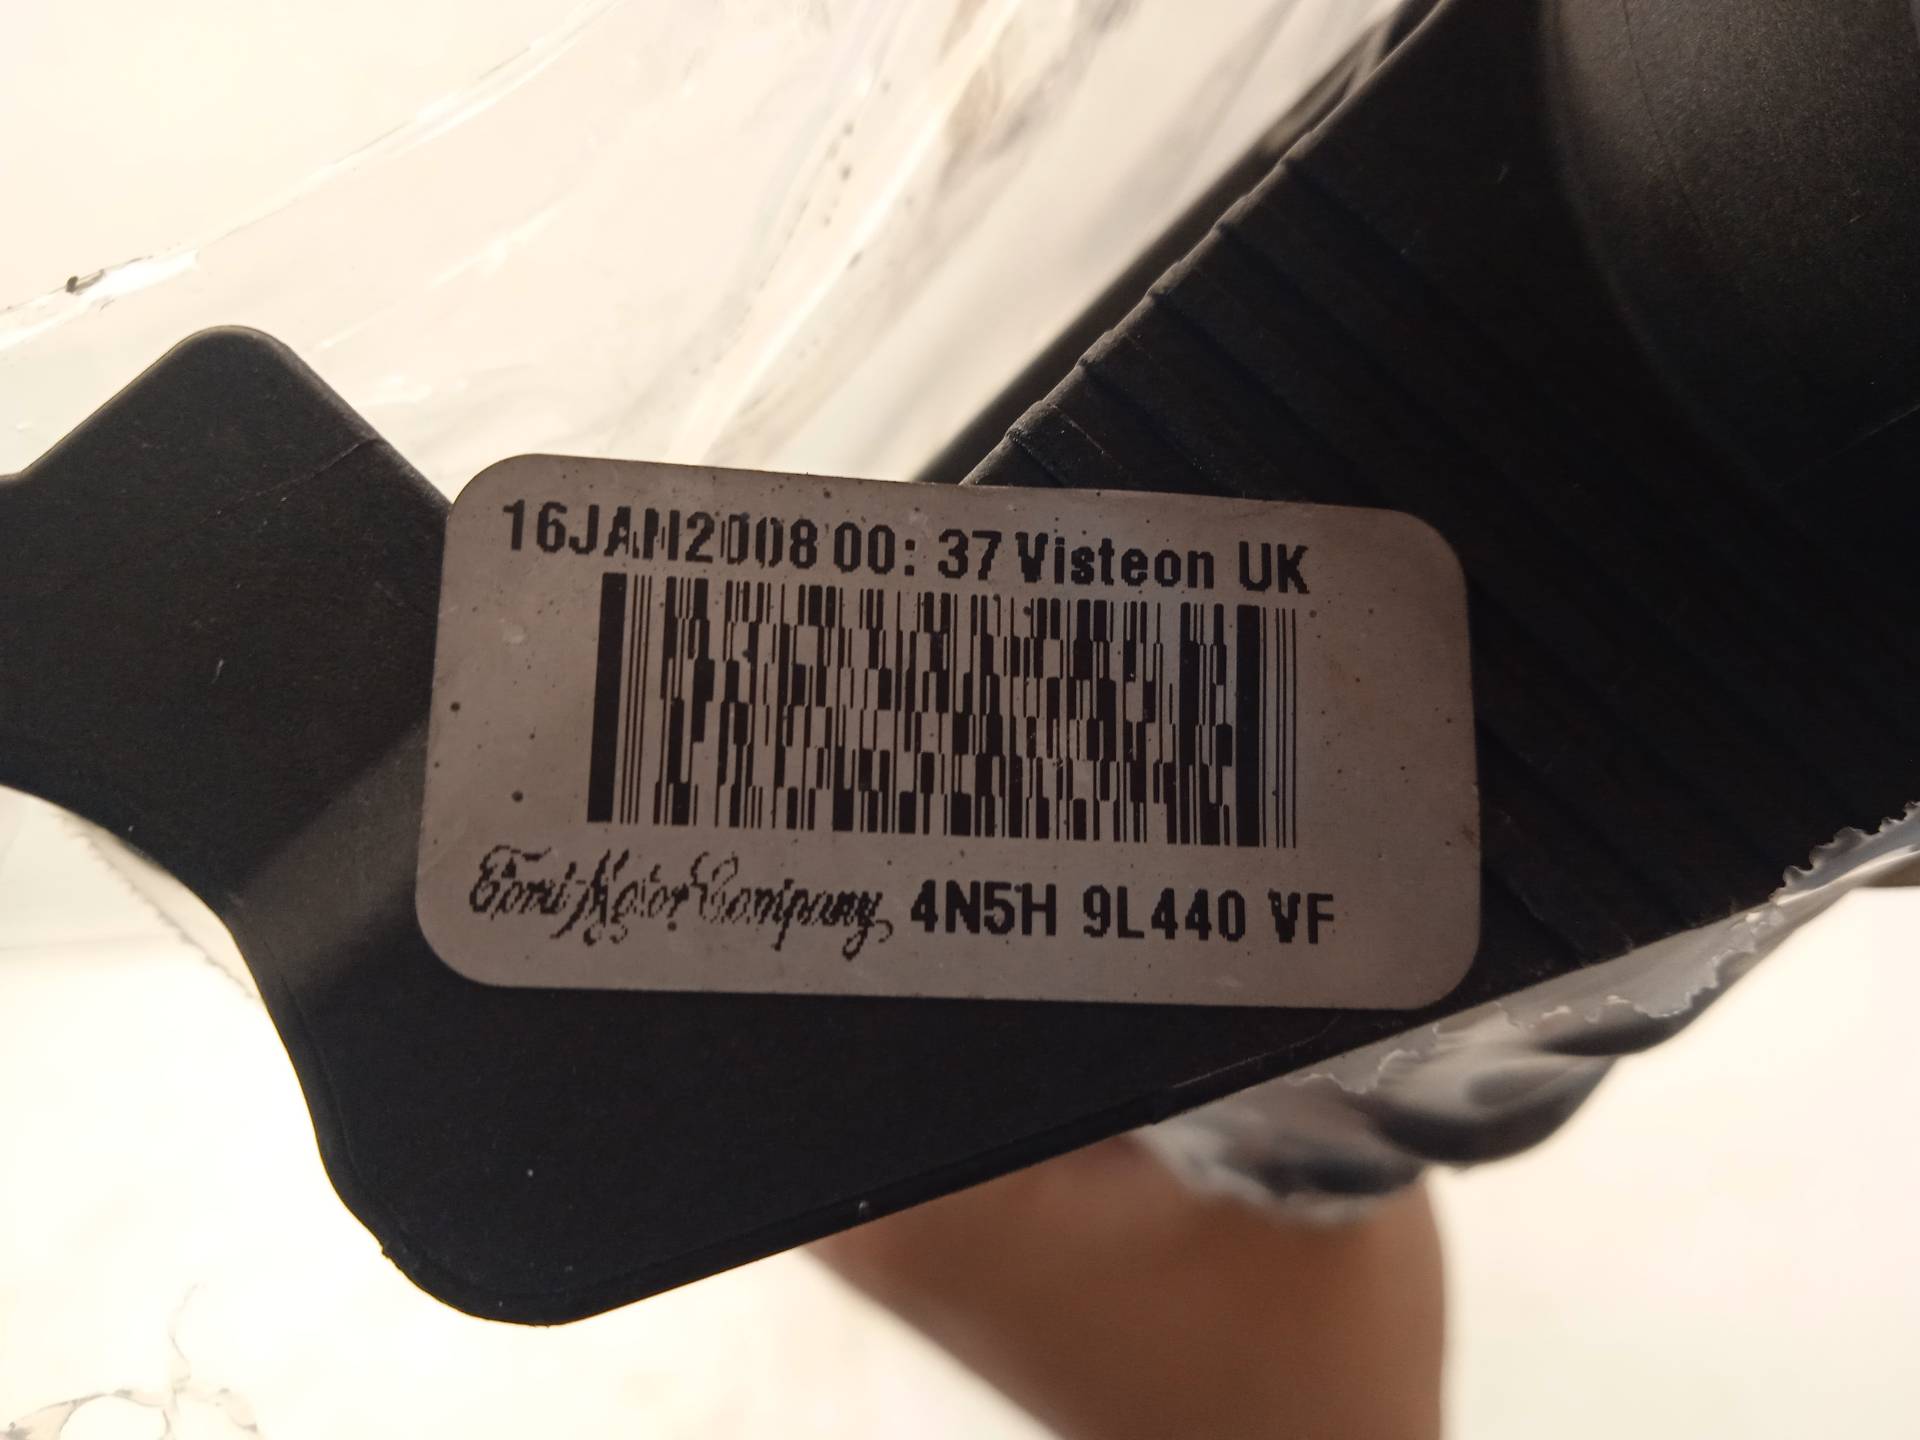 16JAN2008 00:37 Visteon UK
Ford Motor Company 4N5H 9L440 VF